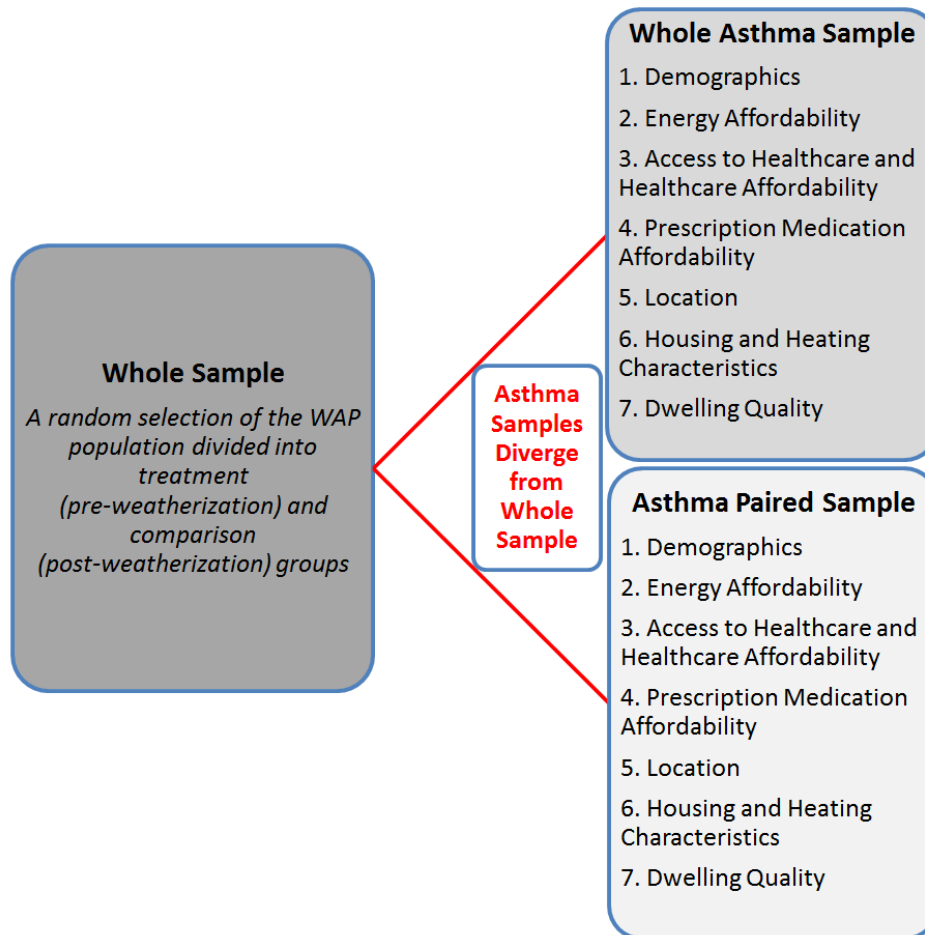 Whole Sample
A random selection of the WAP
population divided into
treatment
(pre-weatherization) and
comparison
(post-weatherization) groups
Asthma
Samples
Diverge
from
Whole
Sample
Whole Asthma Sample
1. Demographics
2. Energy Affordability
3. Access to Healthcare and
Healthcare Affordability
4. Prescription Medication
Affordability
5. Location
6. Housing and Heating
Characteristics
7. Dwelling Quality
Asthma Paired Sample
1. Demographics
2. Energy Affordability
3. Access to Healthcare and
Healthcare Affordability
4. Prescription Medication
Affordability
5. Location
6. Housing and Heating
Characteristics
7. Dwelling Quality